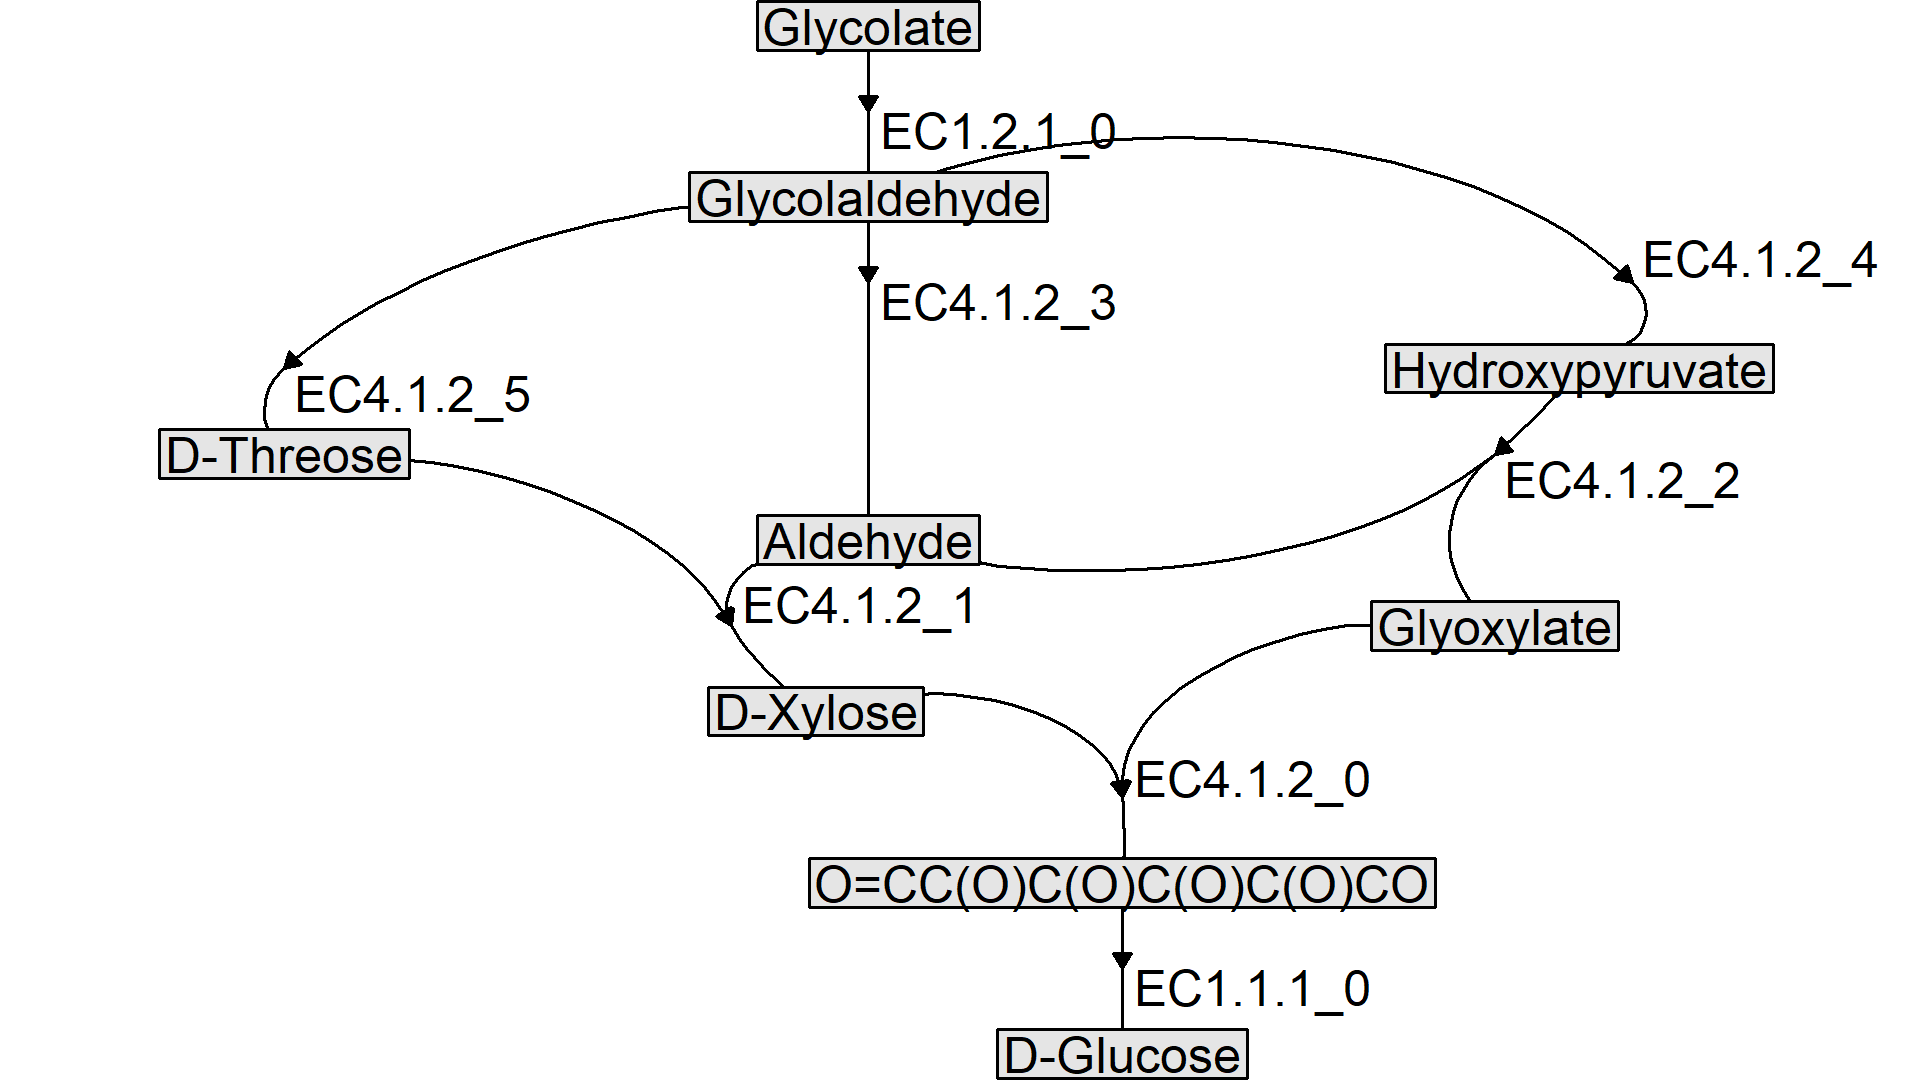 Glycolate
EC1.2.1_0
Glycolaldehyde
EC4.1.2_4
EC4.1.2_3
Hydroxypyruvate
EC4.1.2_5
D-Threose
EC4.1.2_2
Aldehyde
EC4.1.2_1
Glyoxylate
D-Xylose
EC4.1.2_0
O=CC(O)C(O)C(O)C(O)CO
EC1.1.1_0
D-Glucose